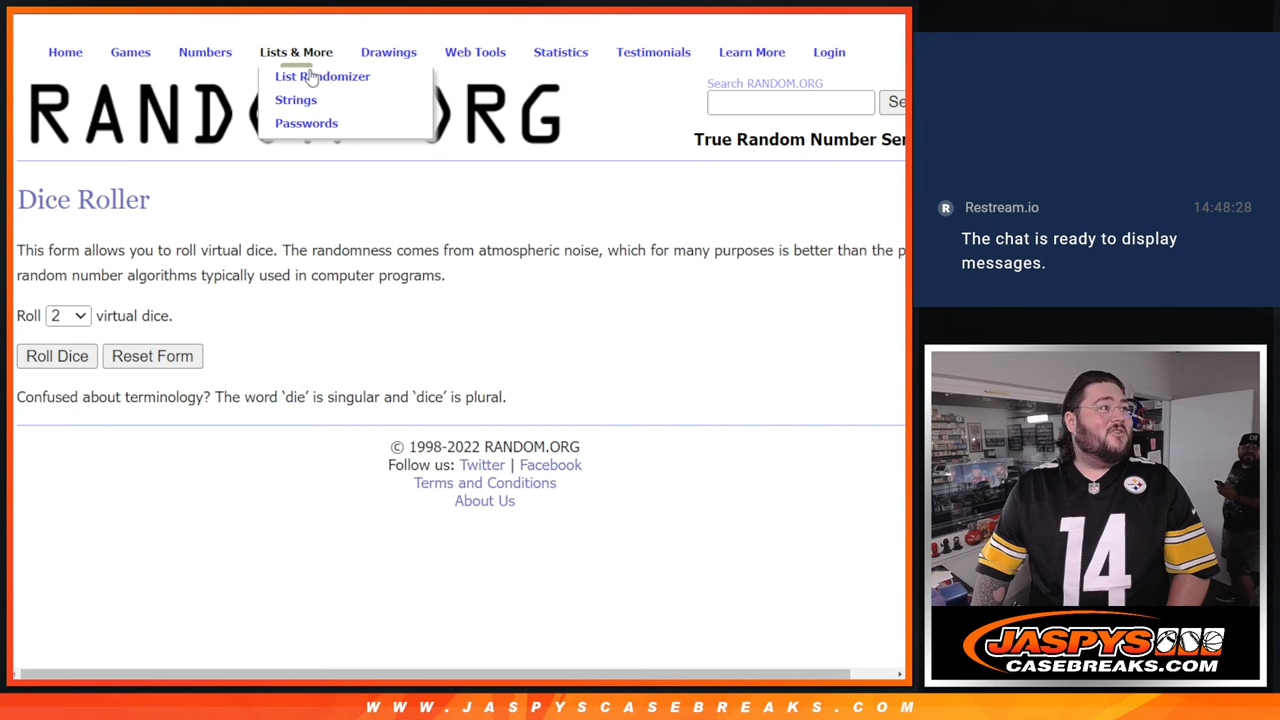 Home Games Numbers Lists & More Drawings Web Tools Statistics Testimonials Learn More Login
List Randomizer
Strings
Passwords
Search RANDOM.ORG
True Random Number Ser
Dice Roller
This form allows you to roll virtual dice. The randomness comes from atmospheric noise, which for many purposes is better than the p
random number algorithms typically used in computer programs.
Roll 2 virtual dice.
Roll Dice Reset Form
Confused about terminology? The word ‘die’ is singular and ‘dice’ is plural.
© 1998-2022 RANDOM.ORG
Follow us: Twitter | Facebook
Terms and Conditions
About Us
R Restream.io 14:48:28
The chat is ready to display
messages.
14
JASPYS
CASEBREAKS.COM
WWW.JASPYSCASEBREAKS.COM